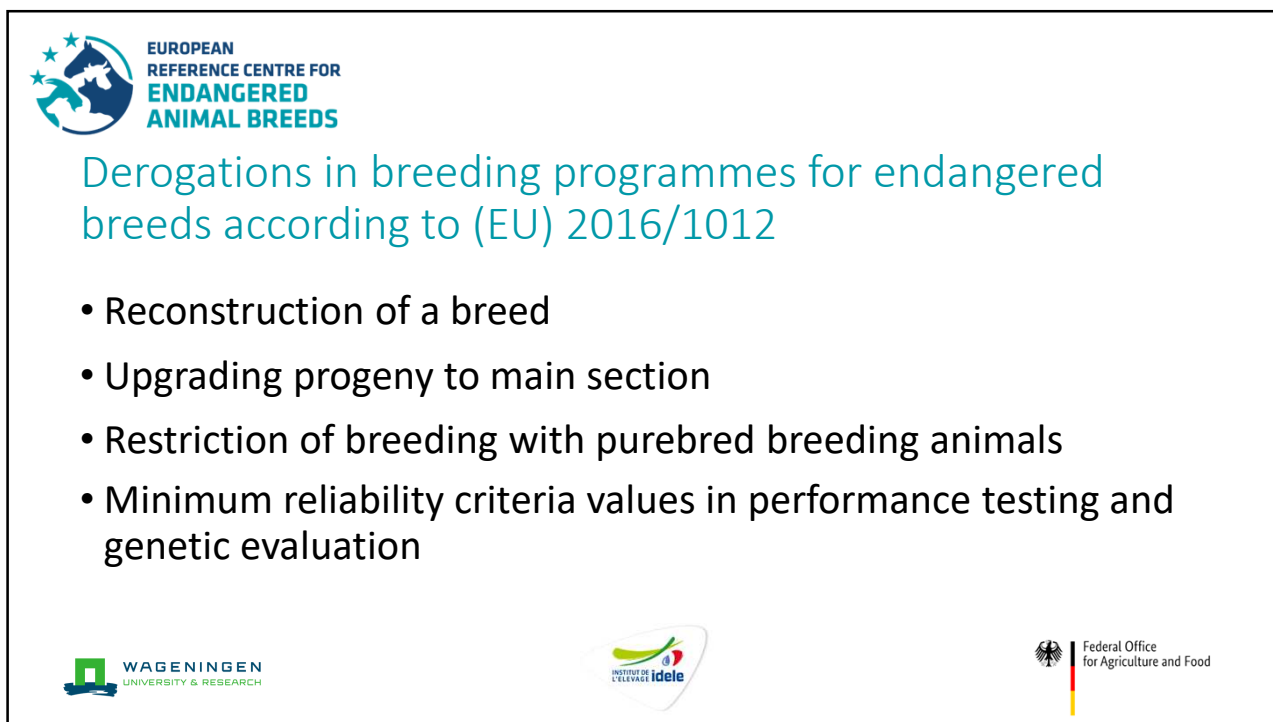 EUROPEAN
REFERENCE CENTRE FOR
ENDANGERED
ANIMAL BREEDS
Derogations in breeding programmes for endangered
breeds according to (EU) 2016/1012
• Reconstruction of a breed
• Upgrading progeny to main section
• Restriction of breeding with purebred breeding animals
• Minimum reliability criteria values in performance testing and
genetic evaluation
WAGENINGEN
UNIVERSITY & RESEARCH
INSTITUT DE
L'ELEVAGE idele
Federal Office
for Agriculture and Food